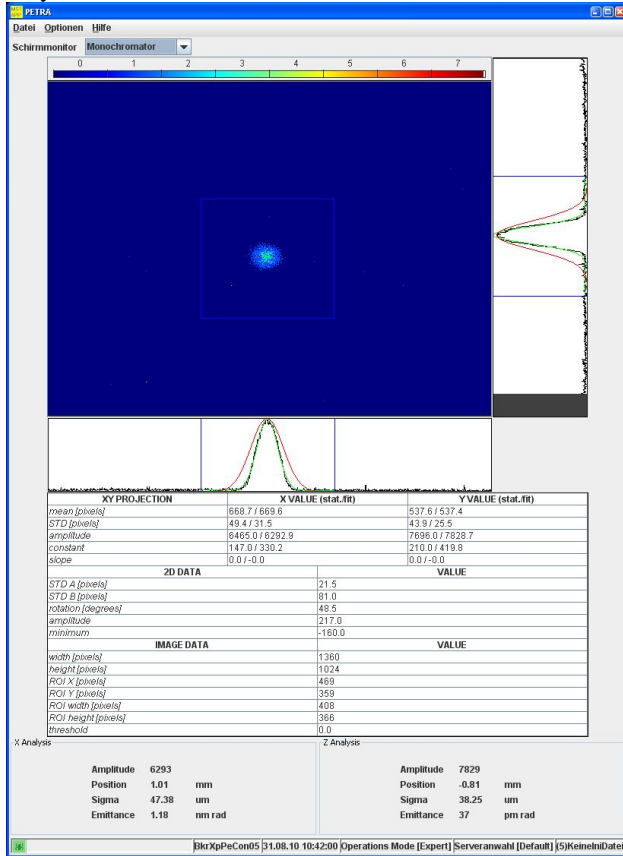 PETRA
Datei Optionen Hilfe
Schirmmonitor Monochromator
0 1 2 3 4 5 6 7
XY PROJECTION X VALUE (stat./fit) Y VALUE (stat./fit)
mean [pixels] 668.7 / 669.6 537.6 / 537.4
STD [pixels] 49.4 / 31.5 43.9 / 25.5
amplitude 6465.0 / 6292.9 7696.0 / 7828.7
constant 147.0 / 330.2 210.0 / 419.8
slope 0.0 / -0.0 0.0 / -0.0
2D DATA VALUE
STD A [pixels] 21.5
STD B [pixels] 81.0
rotation [degrees] 48.5
amplitude 217.0
minimum -160.0
IMAGE DATA VALUE
width [pixels] 1360
height [pixels] 1024
ROI X [pixels] 469
ROI Y [pixels] 359
ROI width [pixels] 408
ROI height [pixels] 366
threshold 0.0
X Analysis Z Analysis
Amplitude 6293 Amplitude 7829
Position 1.01 mm Position -0.81 mm
Sigma 47.38 um Sigma 38.25 um
Emittance 1.18 nm rad Emittance 37 pm rad
BkrXpPeCon05 31.08.10 10:42:00 Operations Mode [Expert] Serveranwahl [Default] (5)KeineIniDatei